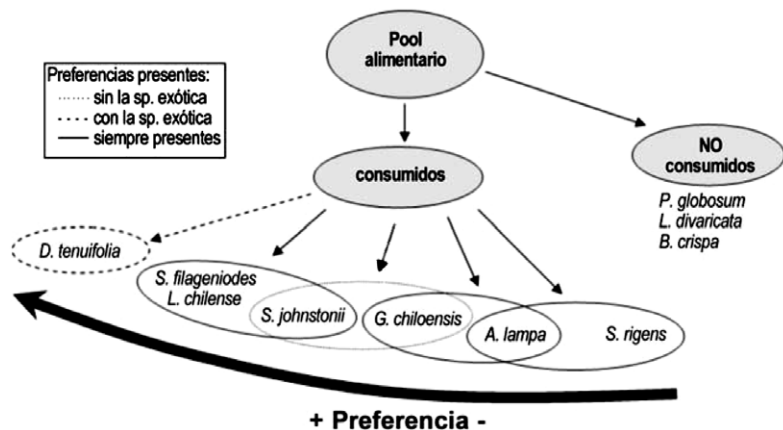 Pool
alimentario
Preferencias presentes:
sin la sp. exótica
con la sp. exótica
siempre presentes
NO
consumidos
consumidos
P. globosum
L. divaricata
B. crispa
D. tenuifolia
S. filageniodes
L. chilense
S. johnstonii
G. chiloensis
A. lampa
S. rigens
+ Preferencia -